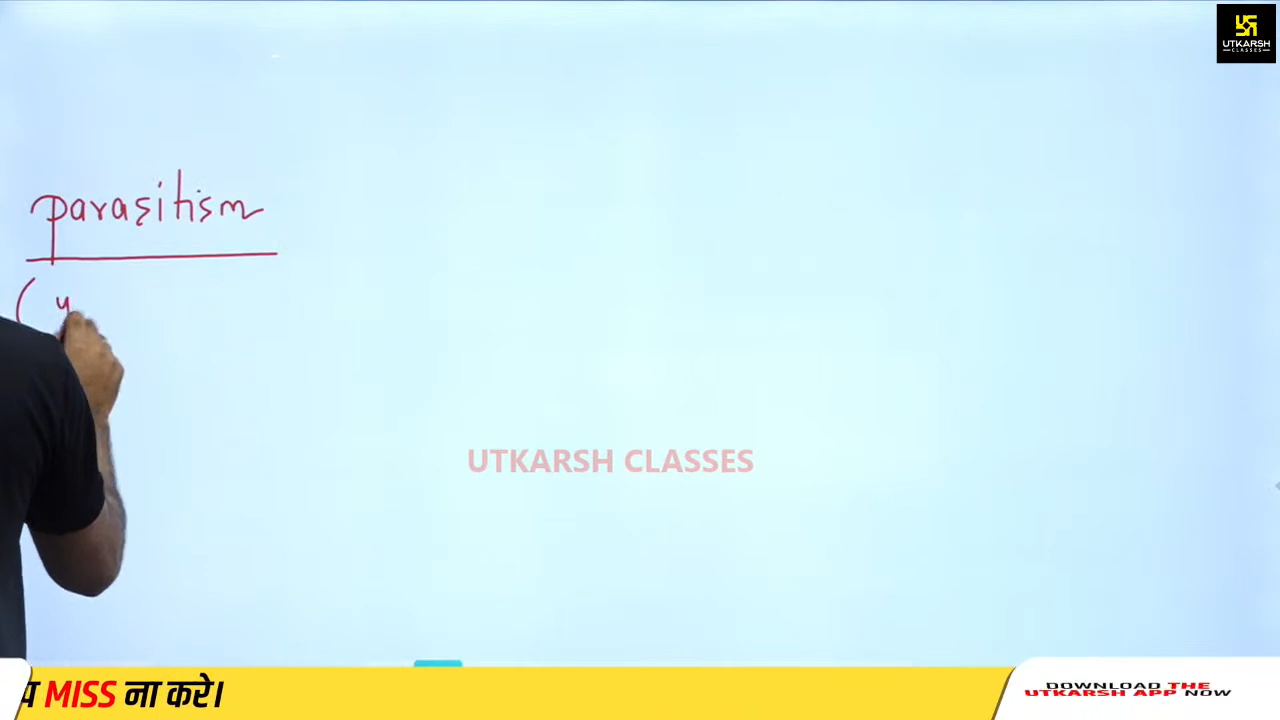 UTKARSH
CLASSES
parasitism
(
UTKARSH CLASSES
MISS ना करे।
DOWNLOAD THE
UTKARSH APP NOW